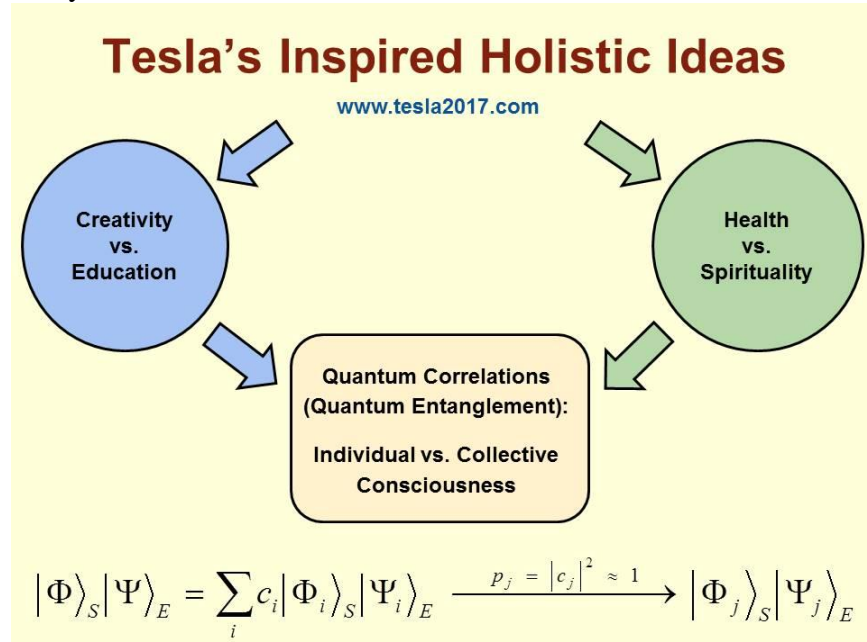 Tesla's Inspired Holistic Ideas
www.tesla2017.com
Creativity
vs.
Education
Health
vs.
Spirituality
Quantum Correlations
(Quantum Entanglement):
Individual vs. Collective
Consciousness
|Φ⟩_S|Ψ⟩_E = ∑_i c_i|Φ_i⟩_S|Ψ_i⟩_E —p_j = |c_j|² ≈ 1→ |Φ_j⟩_S|Ψ_j⟩_E